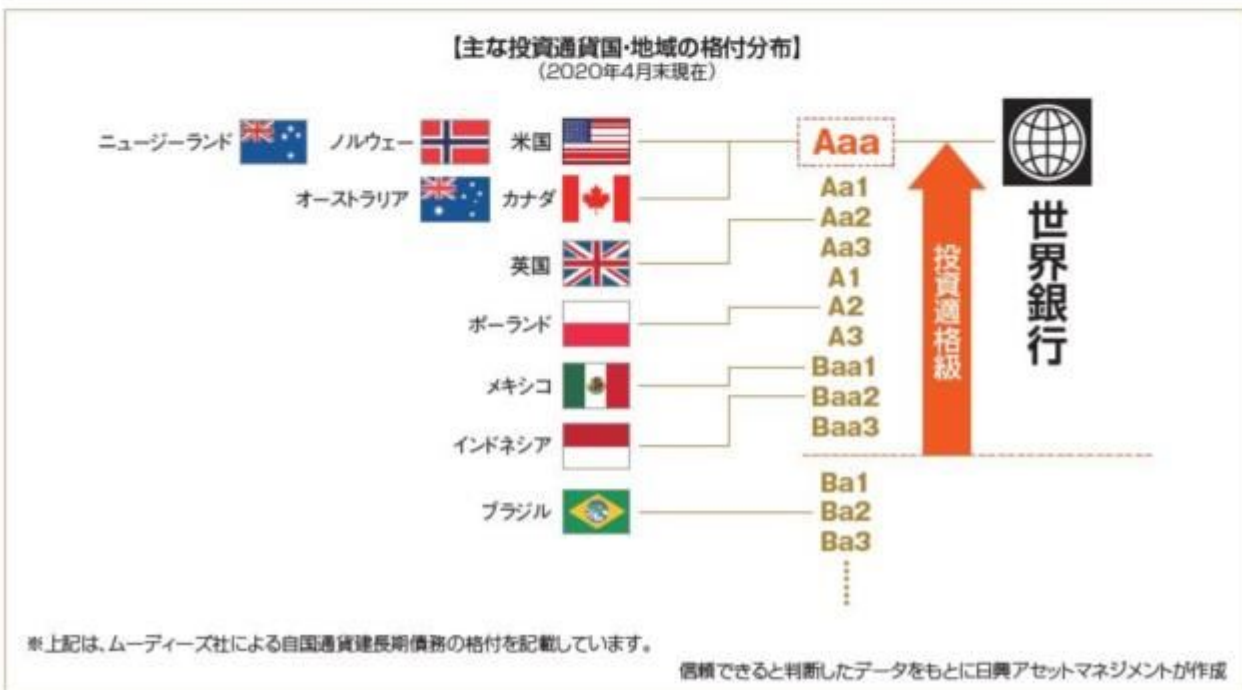 【主な投資通貨国・地域の格付分布】
(2020年4月末現在)
ニュージーランド ノルウェー 米国
オーストラリア カナダ
英国
ポーランド
メキシコ
インドネシア
ブラジル
Aaa
Aa1
Aa2
Aa3
A1
A2
A3
Baa1
Baa2
Baa3
Ba1
Ba2
Ba3
投資適格級
世界銀行
※上記は、ムーディーズ社による自国通貨建長期債務の格付を記載しています。
信頼できると判断したデータをもとに日興アセットマネジメントが作成